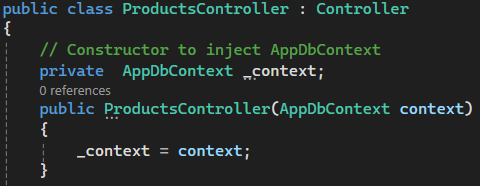 public class ProductsController : Controller
{
// Constructor to inject AppDbContext
private  AppDbContext _context;
0 references
public ProductsController(AppDbContext context)
{
_context = context;
}